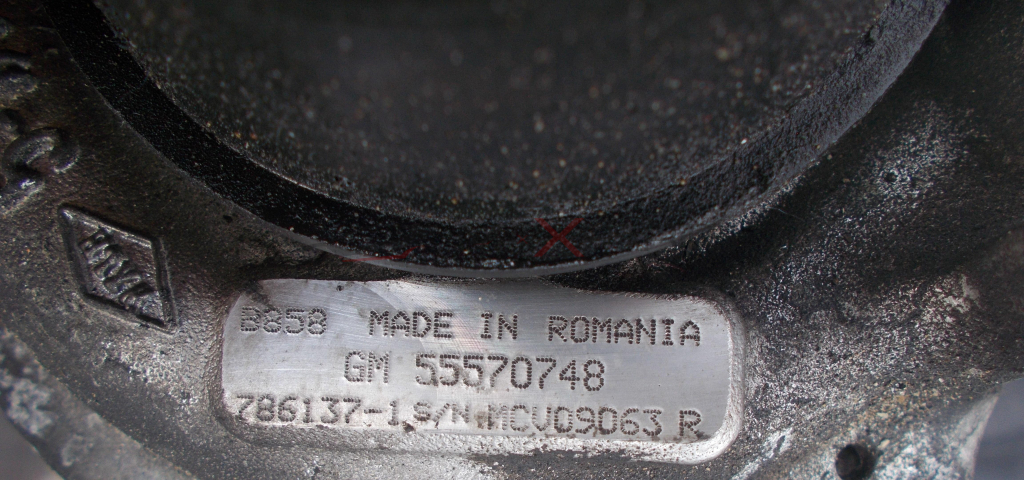 B858 MADE IN ROMANIA
GM 55570748
786137-1 S/N MCV09063 R